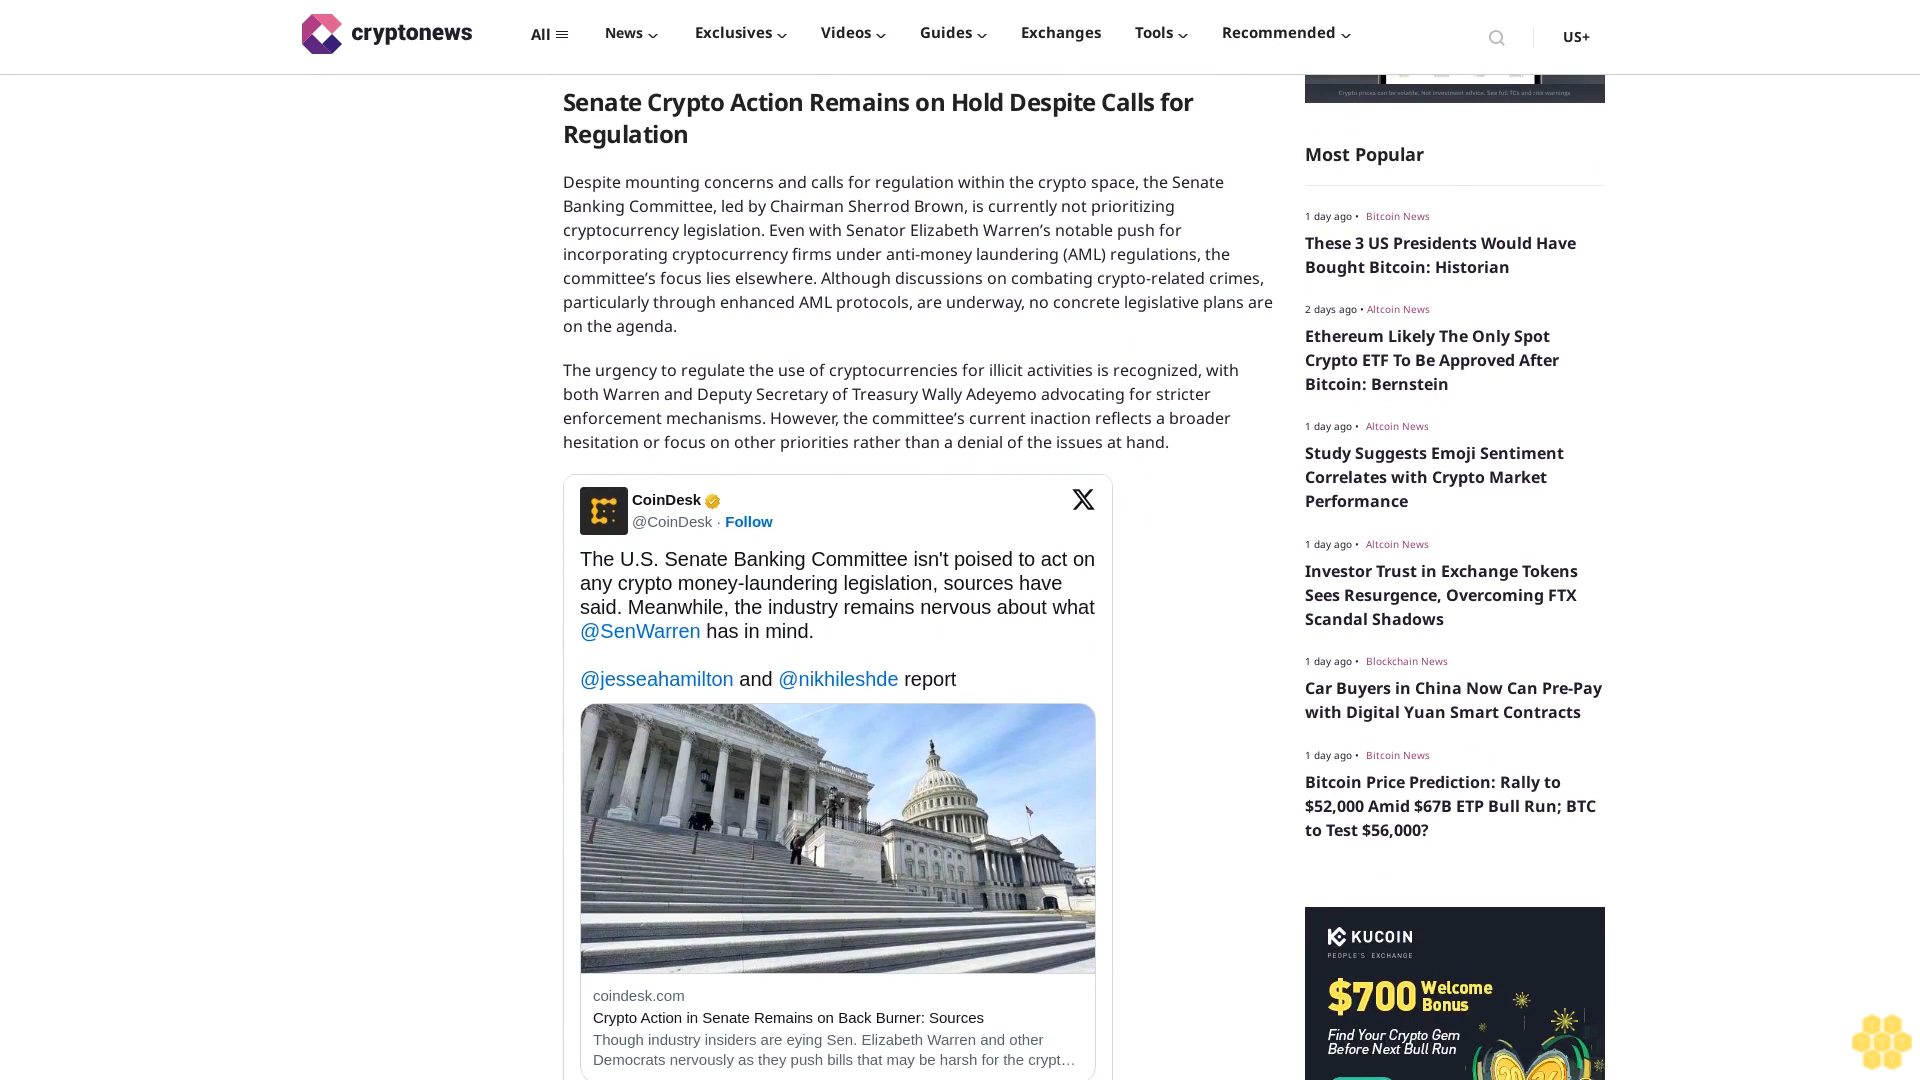 cryptonews
All
News
Exclusives
Videos
Guides
Exchanges
Tools
Recommended
US+
Senate Crypto Action Remains on Hold Despite Calls for
Regulation
Despite mounting concerns and calls for regulation within the crypto space, the Senate
Banking Committee, led by Chairman Sherrod Brown, is currently not prioritizing
cryptocurrency legislation. Even with Senator Elizabeth Warren’s notable push for
incorporating cryptocurrency firms under anti-money laundering (AML) regulations, the
committee’s focus lies elsewhere. Although discussions on combating crypto-related crimes,
particularly through enhanced AML protocols, are underway, no concrete legislative plans are
on the agenda.
The urgency to regulate the use of cryptocurrencies for illicit activities is recognized, with
both Warren and Deputy Secretary of Treasury Wally Adeyemo advocating for stricter
enforcement mechanisms. However, the committee’s current inaction reflects a broader
hesitation or focus on other priorities rather than a denial of the issues at hand.
CoinDesk
@CoinDesk · Follow
The U.S. Senate Banking Committee isn't poised to act on
any crypto money-laundering legislation, sources have
said. Meanwhile, the industry remains nervous about what
@SenWarren has in mind.
@jesseahamilton and @nikhileshde report
coindesk.com
Crypto Action in Senate Remains on Back Burner: Sources
Though industry insiders are eying Sen. Elizabeth Warren and other
Democrats nervously as they push bills that may be harsh for the crypt…
Crypto prices can be volatile. Not investment advice. See full TCs and risk warnings
Most Popular
1 day ago • Bitcoin News
These 3 US Presidents Would Have
Bought Bitcoin: Historian
2 days ago • Altcoin News
Ethereum Likely The Only Spot
Crypto ETF To Be Approved After
Bitcoin: Bernstein
1 day ago • Altcoin News
Study Suggests Emoji Sentiment
Correlates with Crypto Market
Performance
1 day ago • Altcoin News
Investor Trust in Exchange Tokens
Sees Resurgence, Overcoming FTX
Scandal Shadows
1 day ago • Blockchain News
Car Buyers in China Now Can Pre-Pay
with Digital Yuan Smart Contracts
1 day ago • Bitcoin News
Bitcoin Price Prediction: Rally to
$52,000 Amid $67B ETP Bull Run; BTC
to Test $56,000?
KUCOIN
PEOPLE'S EXCHANGE
$700 Welcome
Bonus
Find Your Crypto Gem
Before Next Bull Run